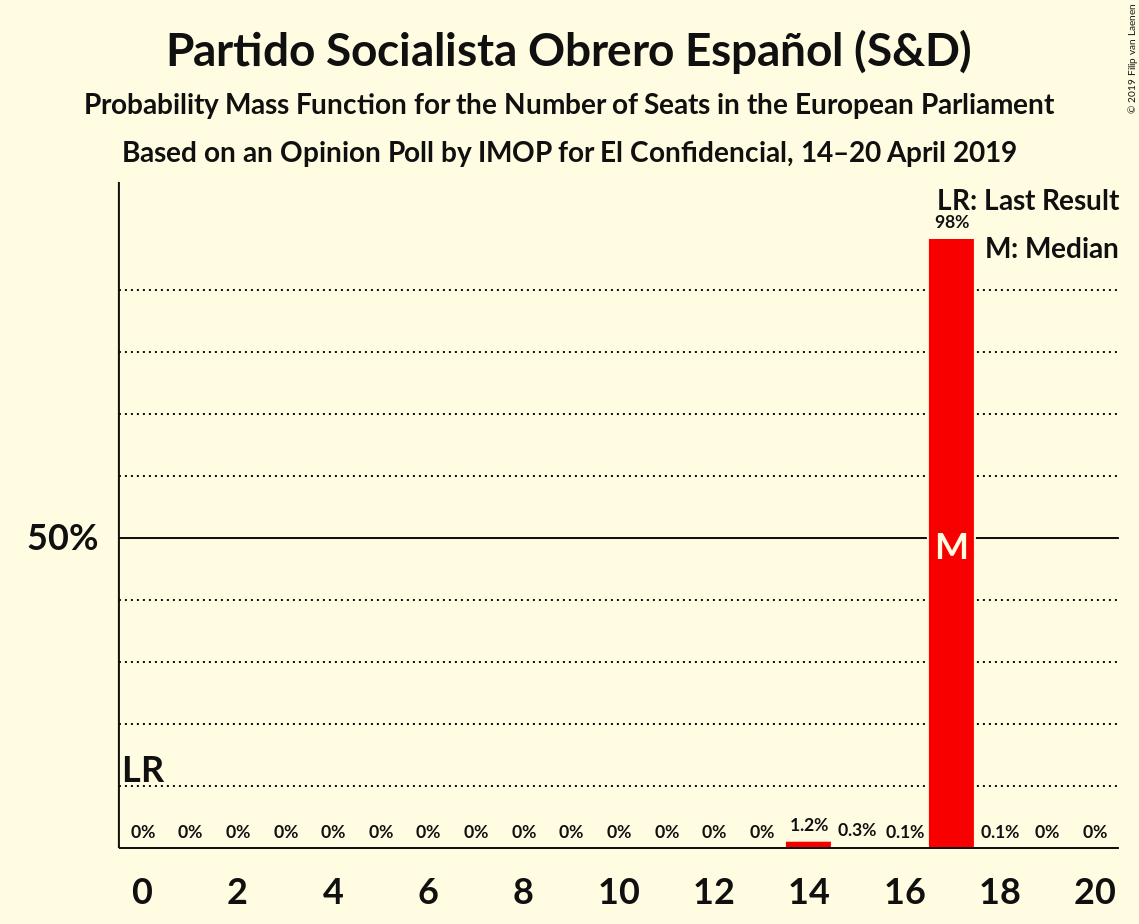 Partido Socialista Obrero Español (S&D)
Probability Mass Function for the Number of Seats in the European Parliament
Based on an Opinion Poll by IMOP for El Confidencial, 14–20 April 2019
© 2019 Filip van Laenen
LR: Last Result
98%
M: Median
50%
M
LR
0% 0% 0% 0% 0% 0% 0% 0% 0% 0% 0% 0% 0% 0% 1.2% 0.3% 0.1% 0.1% 0% 0%
0 2 4 6 8 10 12 14 16 18 20